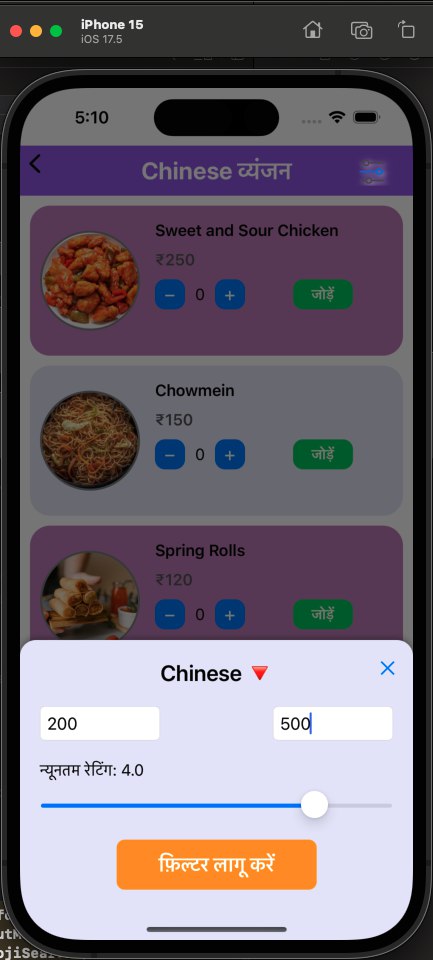 iPhone 15
iOS 17.5
5:10
Chinese व्यंजन
Sweet and Sour Chicken
₹250
− 0 + जोड़ें
Chowmein
₹150
− 0 + जोड़ें
Spring Rolls
₹120
− 0 + जोड़ें
Chinese 🔻
200 500
न्यूनतम रेटिंग: 4.0
फ़िल्टर लागू करें